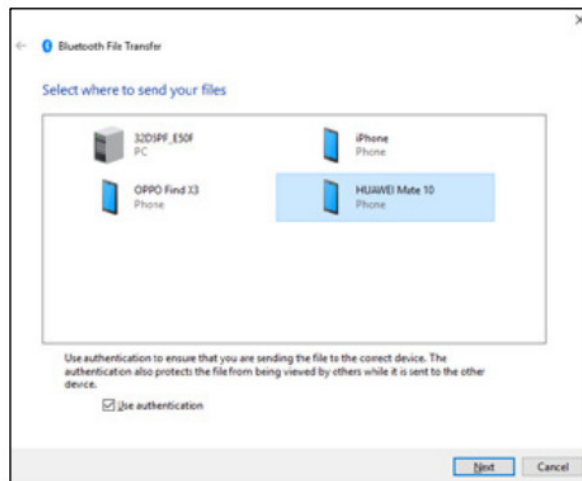 Bluetooth File Transfer
Select where to send your files
32DSPF_E50F
PC
iPhone
Phone
OPPO Find X3
Phone
HUAWEI Mate 10
Phone
Use authentication to ensure that you are sending the file to the correct device. The
authentication also protects the file from being viewed by others while it is sent to the other
device.
Use authentication
Next
Cancel